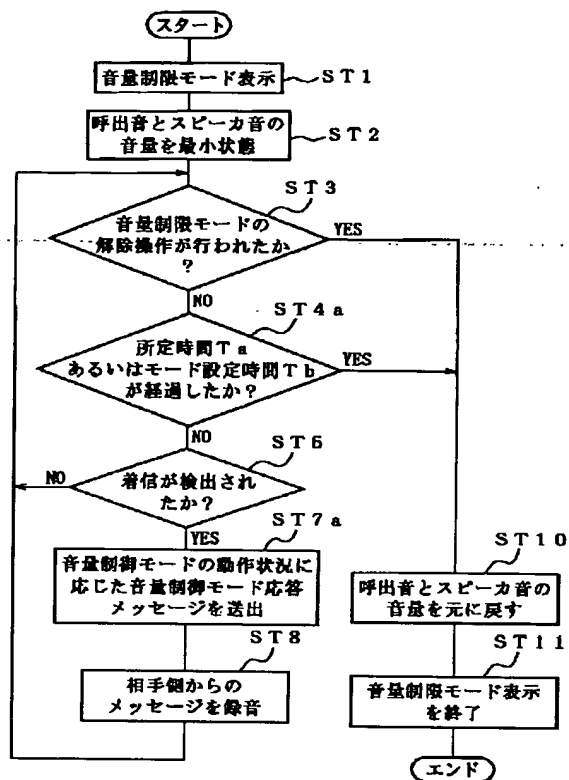 スタート
音量制限モード表示
ST1
呼出音とスピーカ音の
音量を最小状態
ST2
ST3
音量制限モードの
解除操作が行われたか
?
YES
NO
ST4a
所定時間Ta
あるいはモード設定時間Tb
が経過したか?
YES
NO
ST6
着信が検出され
たか?
NO
YES
ST7a
音量制御モードの動作状況に
応じた音量制御モード応答
メッセージを送出
ST8
相手側からの
メッセージを録音
ST10
呼出音とスピーカ音の
音量を元に戻す
ST11
音量制限モード表示
を終了
エンド